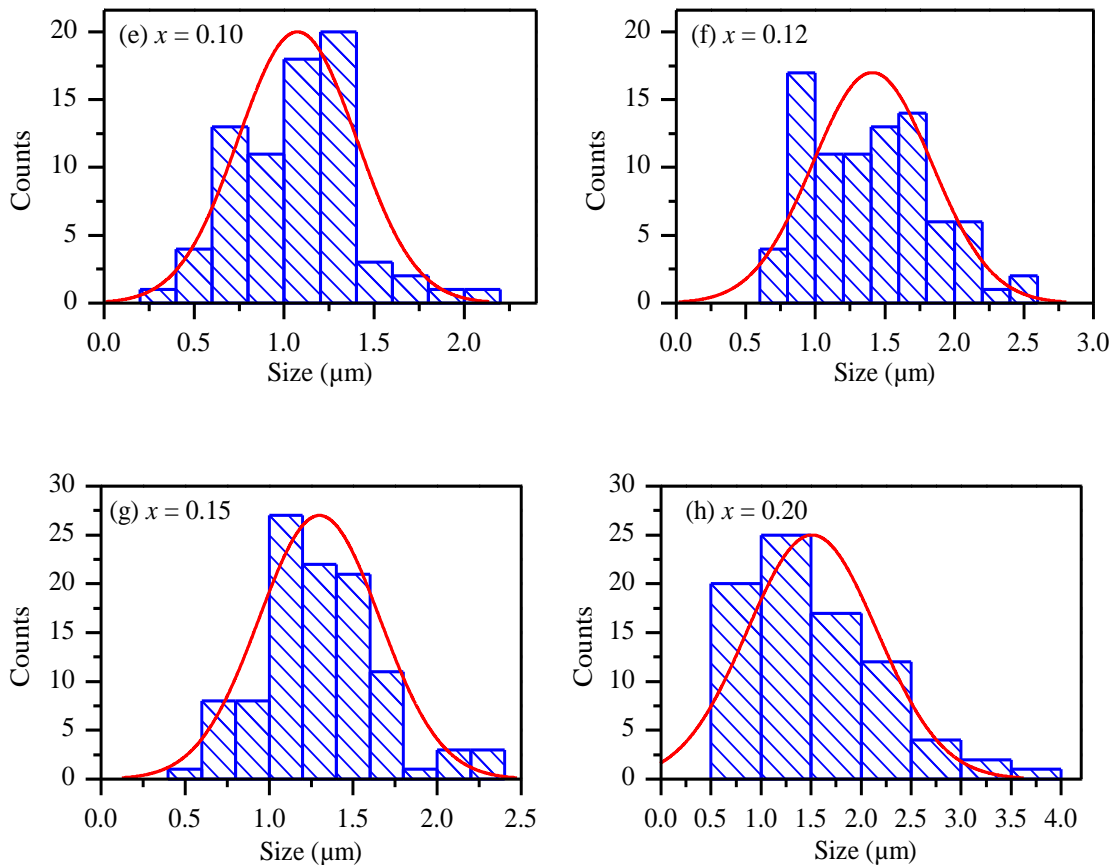 (e) x = 0.10
20
15
10
5
0
Counts
0.0 0.5 1.0 1.5 2.0
Size (µm)
(f) x = 0.12
20
15
10
5
0
Counts
0.0 0.5 1.0 1.5 2.0 2.5 3.0
Size (µm)
(g) x = 0.15
30
25
20
15
10
5
0
Counts
0.0 0.5 1.0 1.5 2.0 2.5
Size (µm)
(h) x = 0.20
30
25
20
15
10
5
0
Counts
0.0 0.5 1.0 1.5 2.0 2.5 3.0 3.5 4.0
Size (µm)